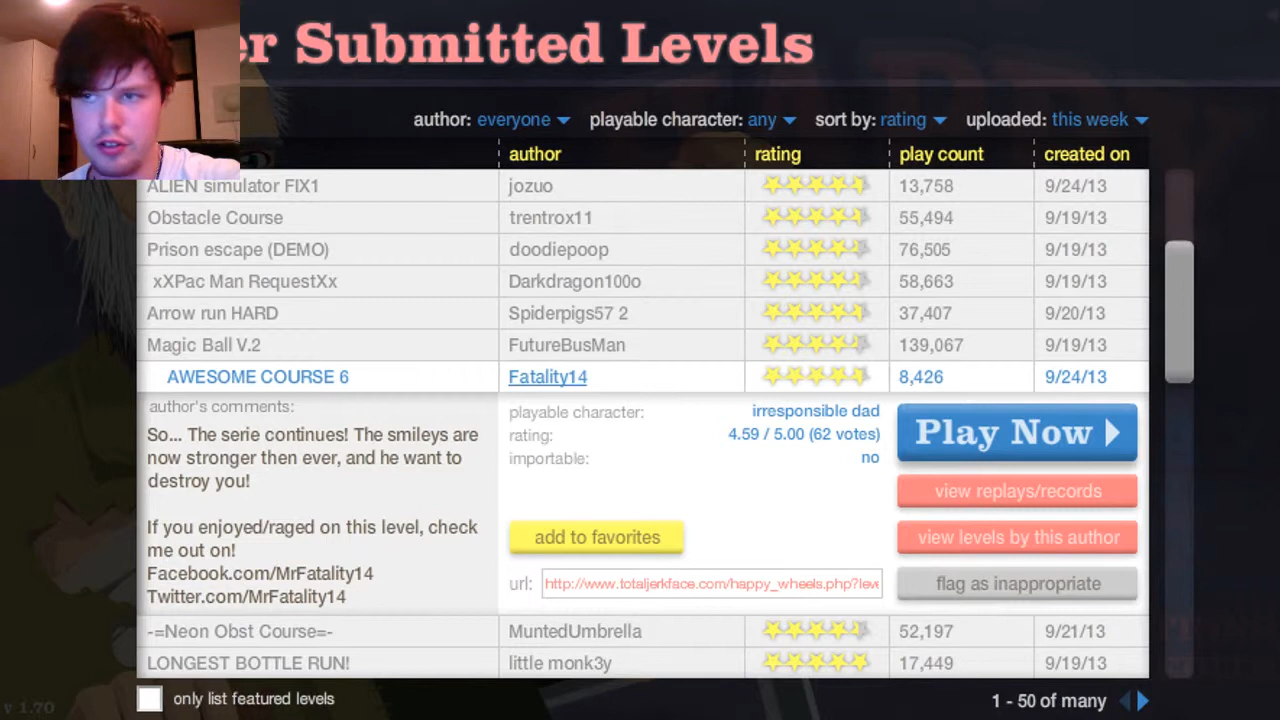 er Submitted Levels
author: everyone playable character: any sort by: rating uploaded: this week
author rating play count created on
ALIEN simulator FIX1 jozuo 13,758 9/24/13
Obstacle Course trentrox11 55,494 9/19/13
Prison escape (DEMO) doodiepoop 76,505 9/19/13
xXPac Man RequestXx Darkdragon100o 58,663 9/19/13
Arrow run HARD Spiderpigs57 2 37,407 9/20/13
Magic Ball V.2 FutureBusMan 139,067 9/19/13
AWESOME COURSE 6 Fatality14 8,426 9/24/13
author's comments:
So... The serie continues! The smileys are
now stronger then ever, and he want to
destroy you!
If you enjoyed/raged on this level, check
me out on!
Facebook.com/MrFatality14
Twitter.com/MrFatality14
playable character: irresponsible dad
rating: 4.59 / 5.00 (62 votes)
importable: no
add to favorites
url: http://www.totaljerkface.com/happy_wheels.php?leve
Play Now
view replays/records
view levels by this author
flag as inappropriate
-=Neon Obst Course=- MuntedUmbrella 52,197 9/21/13
LONGEST BOTTLE RUN! little monk3y 17,449 9/19/13
only list featured levels
1 - 50 of many
v 1.70